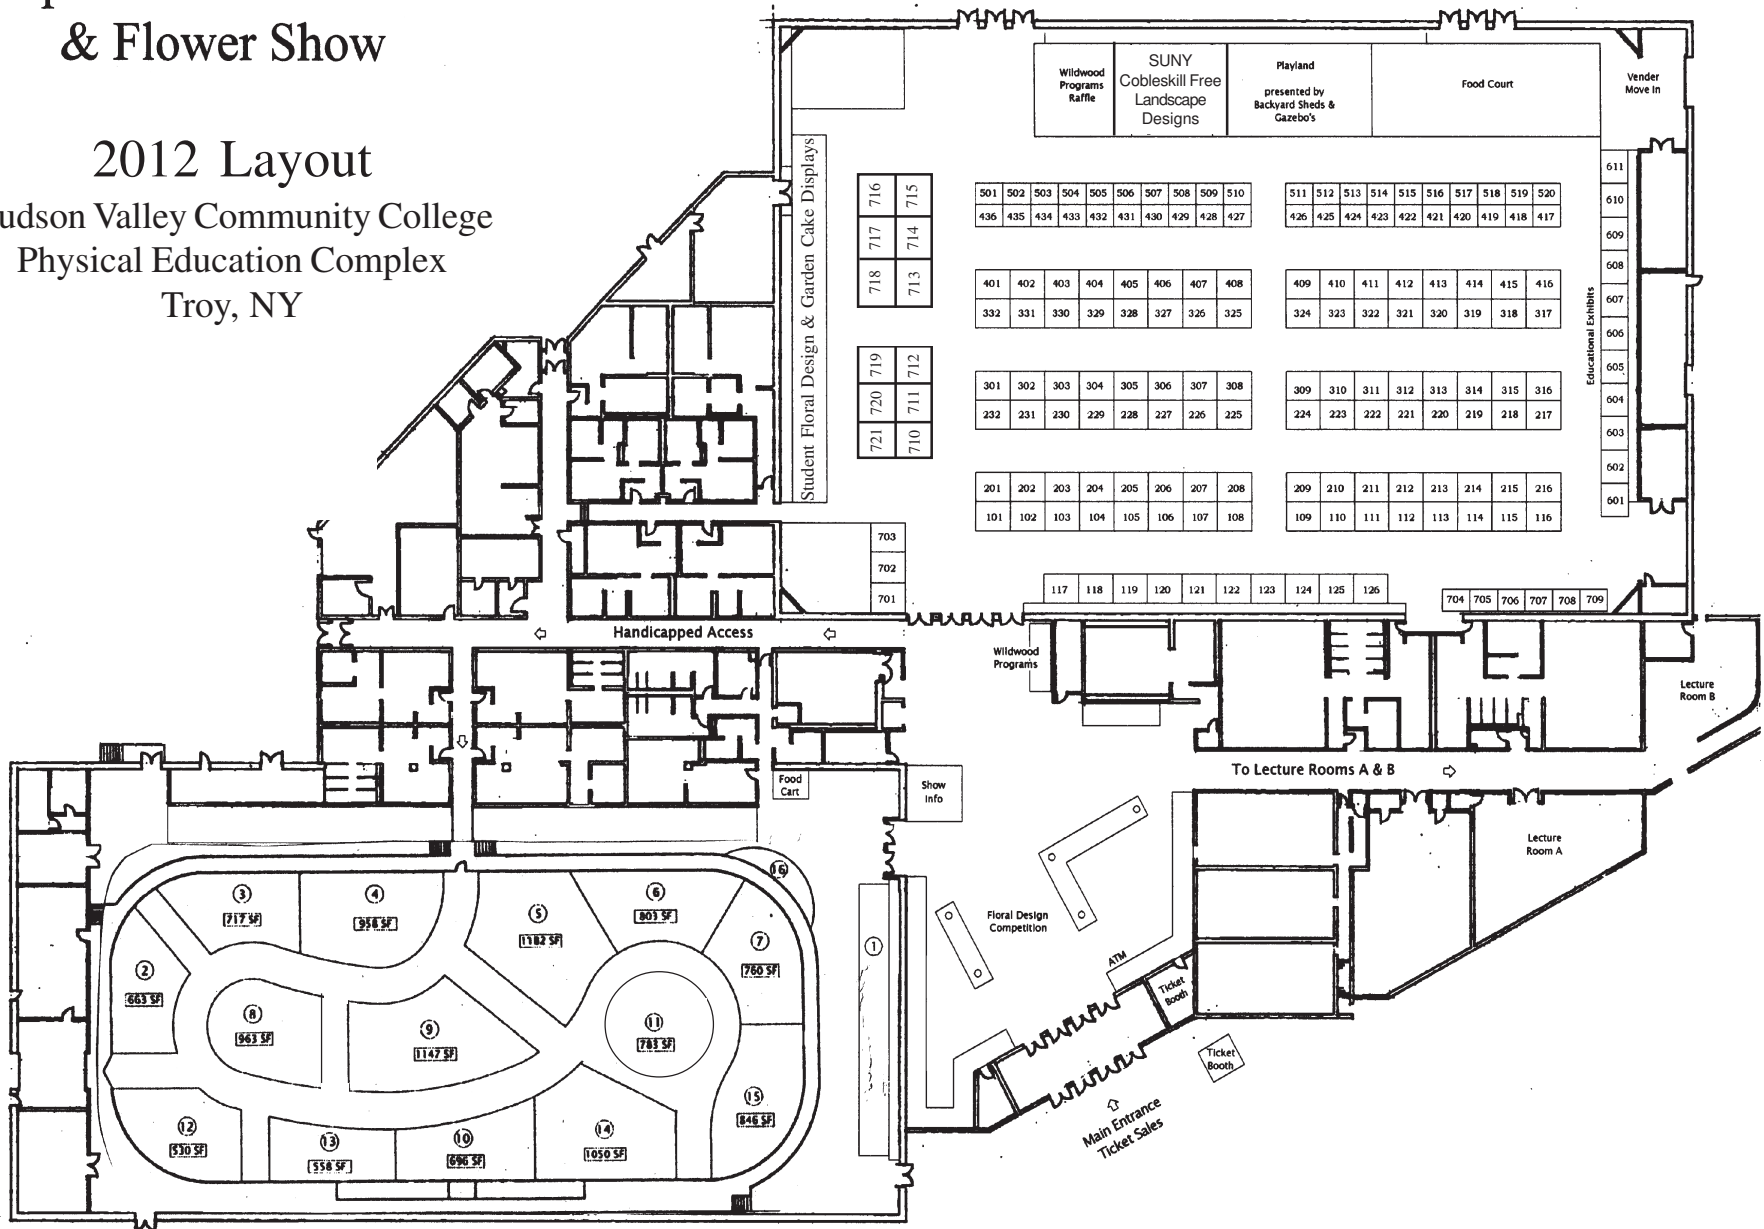 & Flower Show
2012 Layout
udson Valley Community College
Physical Education Complex
Troy, NY
Wildwood
Programs
Raffle
SUNY
Cobleskill Free
Landscape
Designs
Playland
presented by
Backyard Sheds &
Gazebo's
Food Court
Vender
Move In
Student Floral Design & Garden Cake Displays
716 715
717 714
718 713
719 712
720 711
721 710
501 502 503 504 505 506 507 508 509 510
436 435 434 433 432 431 430 429 428 427
511 512 513 514 515 516 517 518 519 520
426 425 424 423 422 421 420 419 418 417
401 402 403 404 405 406 407 408
332 331 330 329 328 327 326 325
409 410 411 412 413 414 415 416
324 323 322 321 320 319 318 317
301 302 303 304 305 306 307 308
232 231 230 229 228 227 226 225
309 310 311 312 313 314 315 316
224 223 222 221 220 219 218 217
201 202 203 204 205 206 207 208
101 102 103 104 105 106 107 108
209 210 211 212 213 214 215 216
109 110 111 112 113 114 115 116
Educational Exhibits
611
610
609
608
607
606
605
604
603
602
601
703
702
701
117 118 119 120 121 122 123 124 125 126
704 705 706 707 708 709
Handicapped Access
Wildwood
Programs
Lecture
Room B
To Lecture Rooms A & B
Food
Cart
Show
Info
Lecture
Room A
Floral Design
Competition
ATM
Ticket
Booth
Ticket
Booth
Main Entrance
Ticket Sales
1
2
663 SF
3
717 SF
4
958 SF
5
1182 SF
6
803 SF
7
760 SF
8
963 SF
9
1147 SF
10
696 SF
11
783 SF
12
530 SF
13
558 SF
14
1050 SF
15
846 SF
16